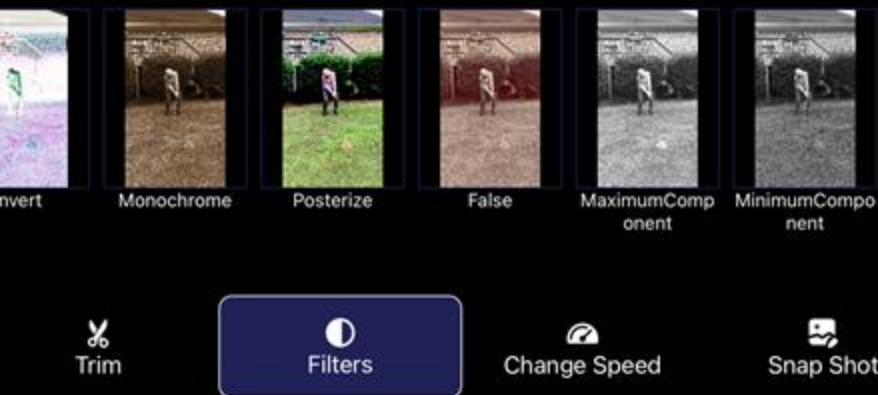 nvert
Monochrome
Posterize
False
MaximumComp
onent
MinimumCompo
nent
Trim
Filters
Change Speed
Snap Shot